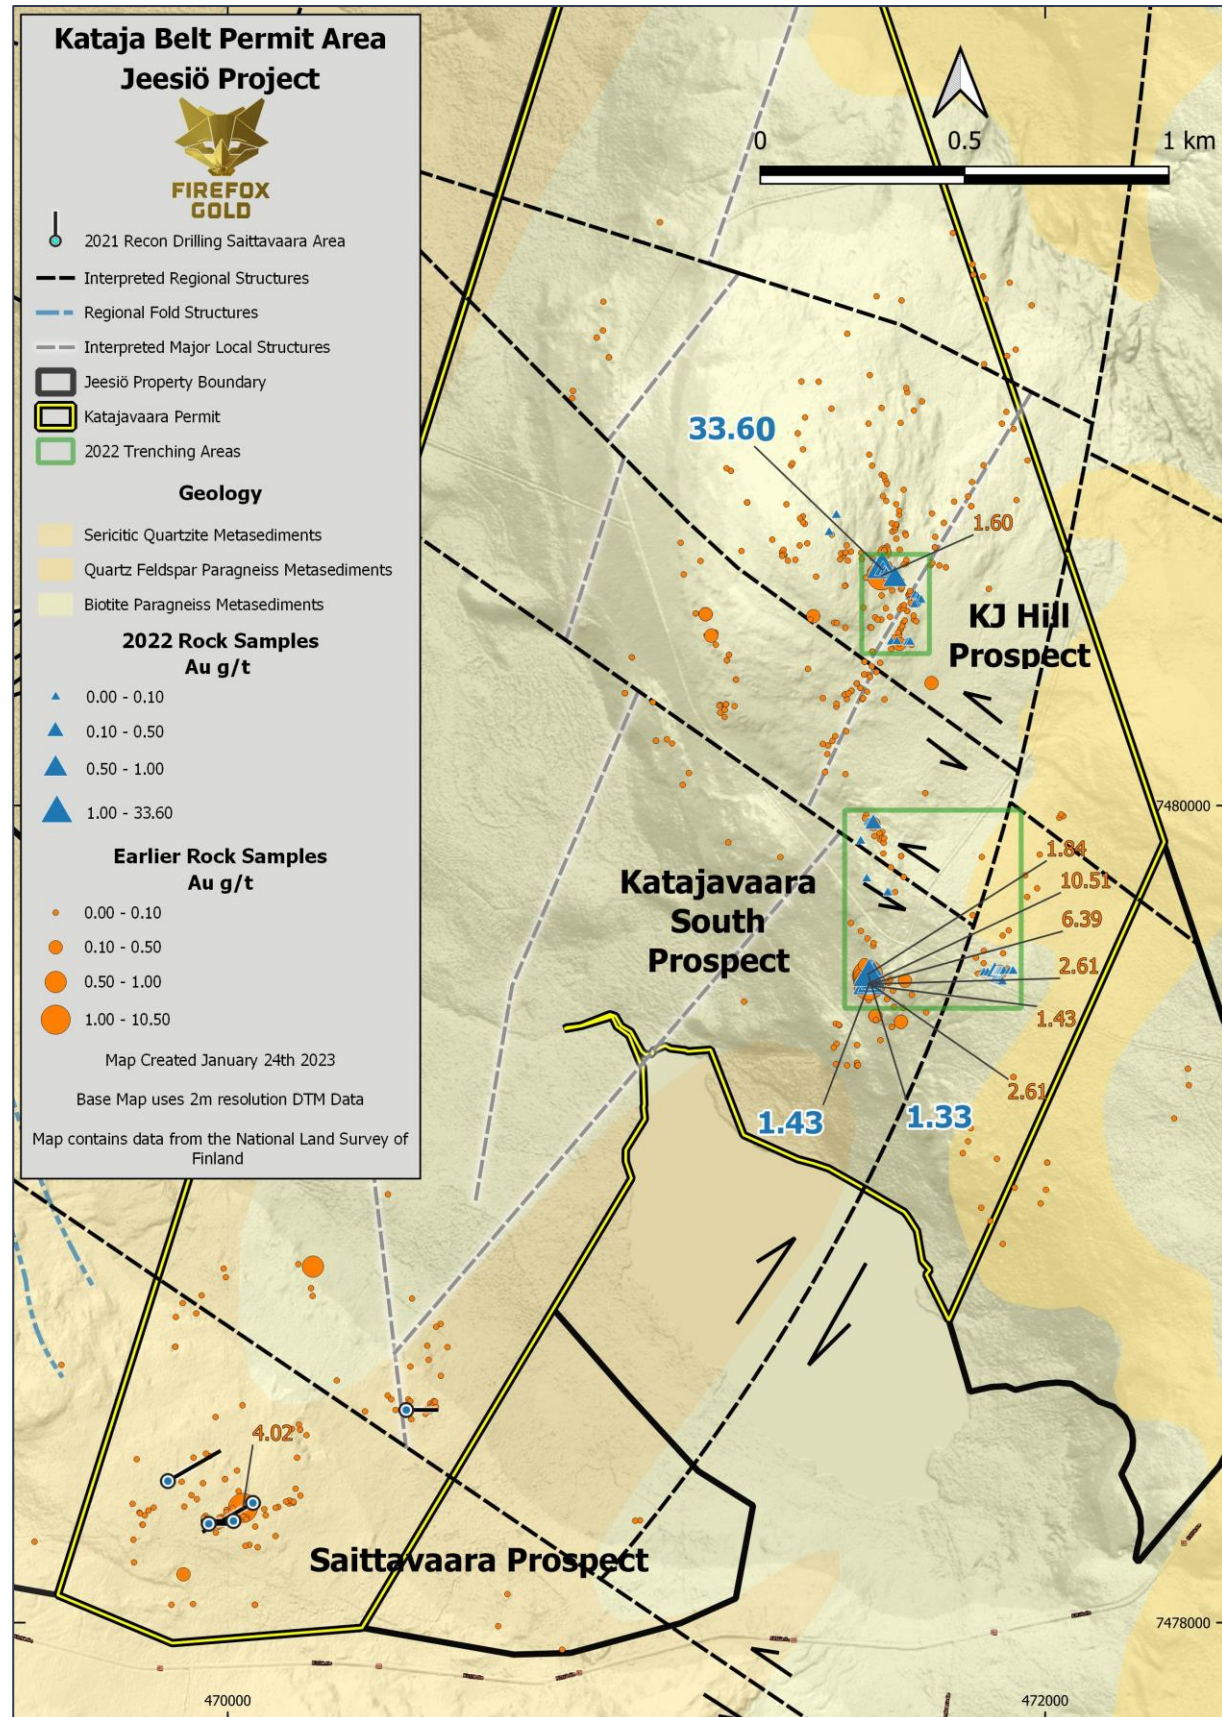 Kataja Belt Permit Area
Jeesiö Project
FIREFOX
GOLD
2021 Recon Drilling Saittavaara Area
Interpreted Regional Structures
Regional Fold Structures
Interpreted Major Local Structures
Jeesiö Property Boundary
Katajavaara Permit
2022 Trenching Areas
Geology
Sericitic Quartzite Metasediments
Quartz Feldspar Paragneiss Metasediments
Biotite Paragneiss Metasediments
2022 Rock Samples
Au g/t
0.00 - 0.10
0.10 - 0.50
0.50 - 1.00
1.00 - 33.60
Earlier Rock Samples
Au g/t
0.00 - 0.10
0.10 - 0.50
0.50 - 1.00
1.00 - 10.50
Map Created January 24th 2023
Base Map uses 2m resolution DTM Data
Map contains data from the National Land Survey of
Finland
0 0.5 1 km
33.60
1.60
KJ Hill
Prospect
7480000
1.84
10.51
6.39
2.61
1.43
2.61
Katajavaara
South
Prospect
1.43
1.33
4.02
Saittavaara Prospect
7478000
470000
472000